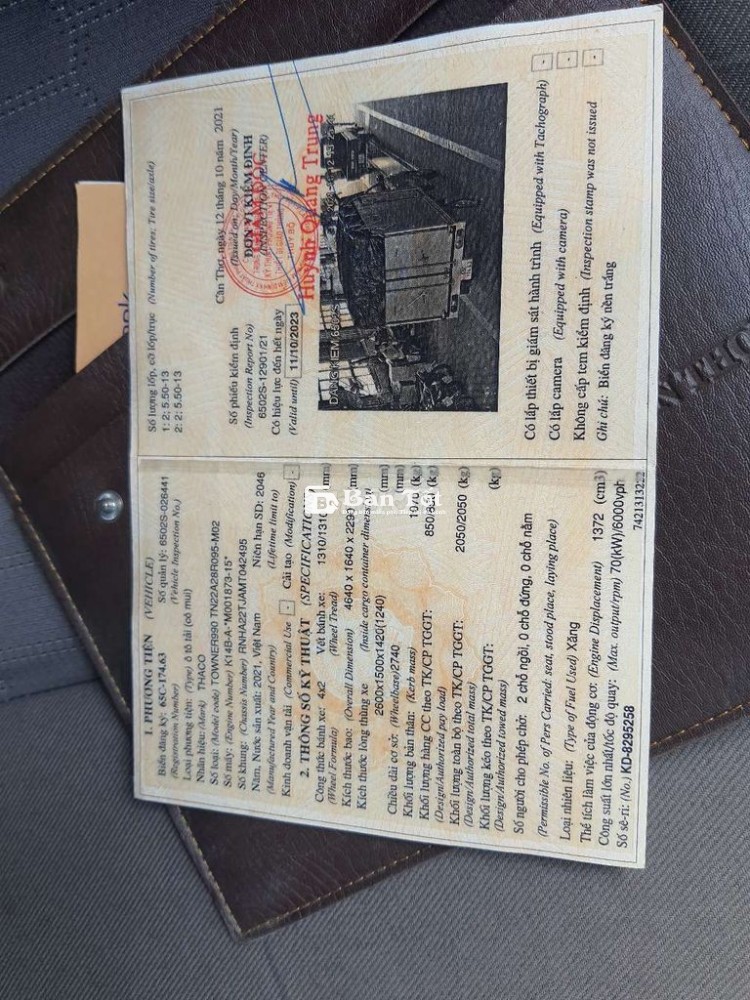 1. PHƯƠNG TIỆN (VEHICLE)
Biển đăng ký: 65C-174.63 Số quản lý: 6502S-026441
(Registration Number) (Vehicle Inspection No.)
Loại phương tiện: (Type) ô tô tải (có mui)
Nhãn hiệu: (Mark) THACO
Số loại: (Model code) TOWNER990 TN22A28R095-M02
Số máy: (Engine Number) K14B-A-*M001873-15*
Số khung: (Chassis Number) RNHA22TJAMT042495
Năm, Nước sản xuất: 2021, Việt Nam Niên hạn SD: 2046
(Manufactured Year and Country) (Lifetime limit to)
Kinh doanh vận tải (Commercial Use) - Cải tạo (Modification) -
2. THÔNG SỐ KỸ THUẬT (SPECIFICATION
Công thức bánh xe: 4x2 Vết bánh xe: 1310/1310 (mm)
(Wheel Formula) (Wheel Tread)
Kích thước bao: (Overall Dimension) 4640 x 1640 x 2290 (mm)
Kích thước lòng thùng xe (Inside cargo container dimension)
2600x1500x1420(1240) (mm)
Chiều dài cơ sở: (Wheelbase) 2740 (mm)
Khối lượng bản thân: (Kerb mass) 1070 (kg)
Khối lượng hàng CC theo TK/CP TGGT: 850/850 (kg)
(Design/Authorized pay load)
Khối lượng toàn bộ theo TK/CP TGGT: 2050/2050 (kg)
(Design/Authorized total mass)
Khối lượng kéo theo TK/CP TGGT: (kg)
(Design/Authorized towed mass)
Số người cho phép chở: 2 chỗ ngồi, 0 chỗ đứng, 0 chỗ nằm
(Permissible No. of Pers Carried: seat, stood place, laying place)
Loại nhiên liệu: (Type of Fuel Used) Xăng
Thể tích làm việc của động cơ: (Engine Displacement) 1372 (cm3)
Công suất lớn nhất/tốc độ quay: (Max. output/rpm) 70(kW)/6000vph
Số sê-ri: (No.) KD-8295258 742131322
Số lượng lốp, cỡ lốp/trục (Number of tires; Tire size/axle)
1: 2; 5.50-13
2: 2; 5.50-13
Cần Thơ, ngày 12 tháng 10 năm 2021
(Issued on: Day/Month/Year)
Số phiếu kiểm định ĐƠN VỊ KIỂM ĐỊNH
(Inspection Report No) (INSPECTION CENTER)
6502S-12901/21 GIÁM ĐỐC
Có hiệu lực đến hết ngày
(Valid until) 11/10/2023
Huỳnh Quang Trung
ĐĂNG KIỂM 6502S
Bán Tốt
Có lắp thiết bị giám sát hành trình (Equipped with Tachograph) -
Có lắp camera (Equipped with camera) -
Không cấp tem kiểm định (Inspection stamp was not issued -
Ghi chú: Biển đăng ký nền trắng